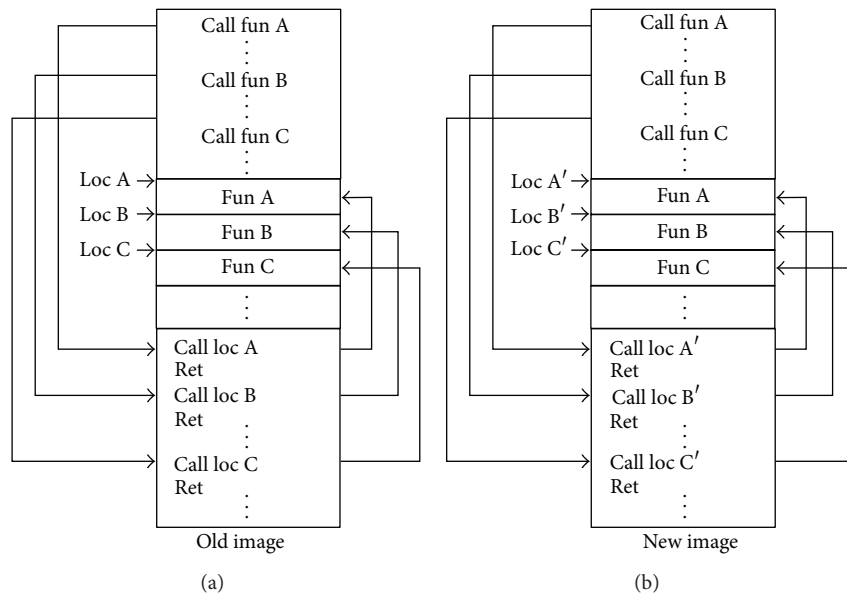 Call fun A
Call fun B
Call fun C
Loc A
Fun A
Loc B
Fun B
Loc C
Fun C
Call loc A
Ret
Call loc B
Ret
Call loc C
Ret
Old image
(a)
Call fun A
Call fun B
Call fun C
Loc A′
Fun A
Loc B′
Fun B
Loc C′
Fun C
Call loc A′
Ret
Call loc B′
Ret
Call loc C′
Ret
New image
(b)